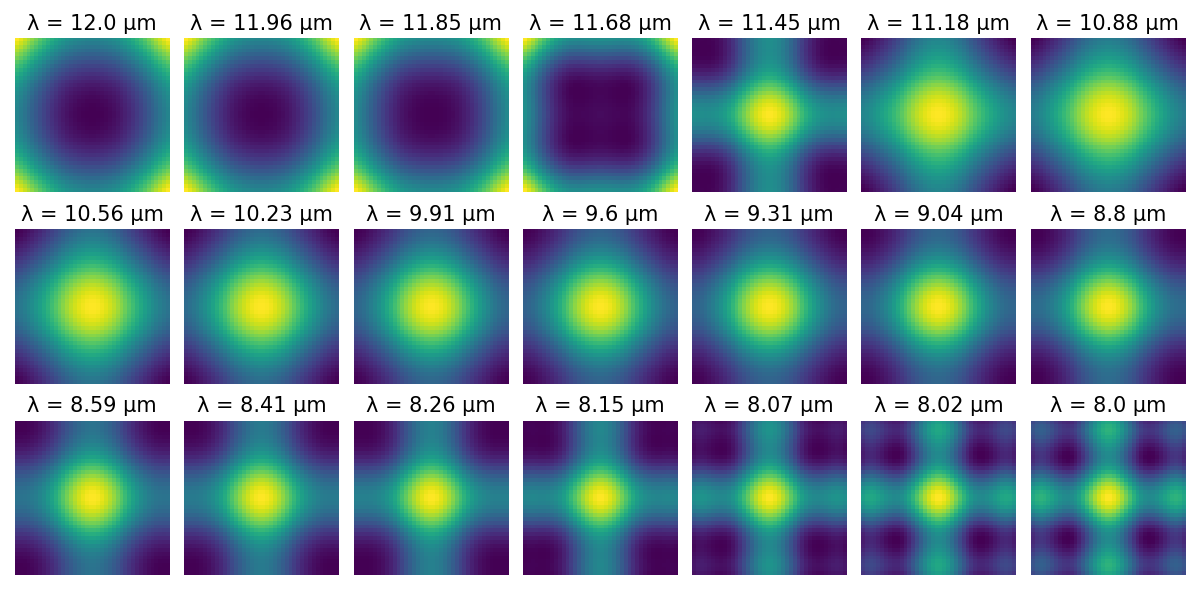 λ = 12.0 µm λ = 11.96 µm λ = 11.85 µm λ = 11.68 µm λ = 11.45 µm λ = 11.18 µm λ = 10.88 µm
λ = 10.56 µm λ = 10.23 µm λ = 9.91 µm λ = 9.6 µm λ = 9.31 µm λ = 9.04 µm λ = 8.8 µm
λ = 8.59 µm λ = 8.41 µm λ = 8.26 µm λ = 8.15 µm λ = 8.07 µm λ = 8.02 µm λ = 8.0 µm